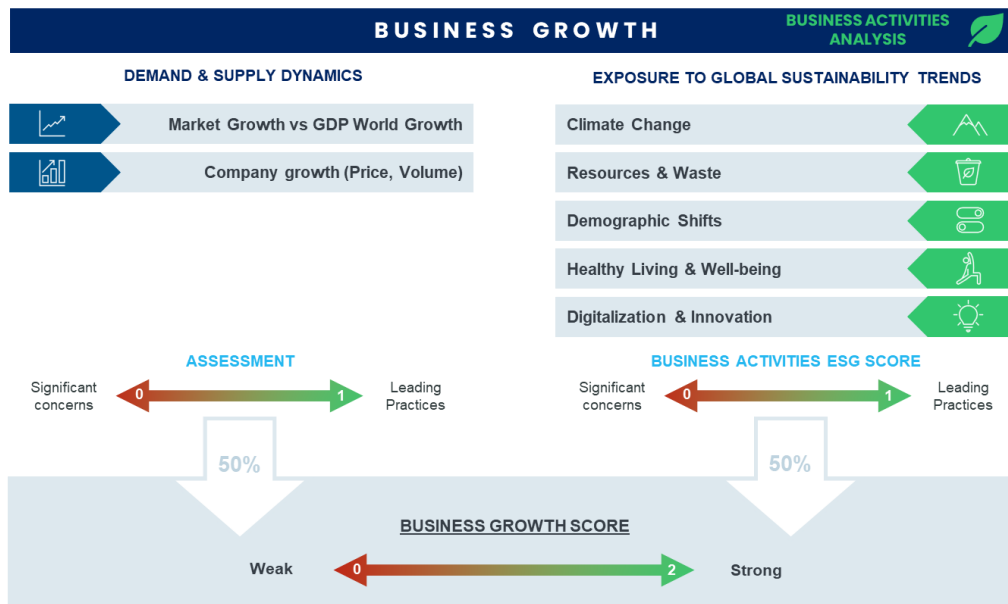 BUSINESS GROWTH
BUSINESS ACTIVITIES
ANALYSIS
DEMAND & SUPPLY DYNAMICS
Market Growth vs GDP World Growth
Company growth (Price, Volume)
EXPOSURE TO GLOBAL SUSTAINABILITY TRENDS
Climate Change
Resources & Waste
Demographic Shifts
Healthy Living & Well-being
Digitalization & Innovation
ASSESSMENT
Significant
concerns
0
1
Leading
Practices
50%
BUSINESS ACTIVITIES ESG SCORE
Significant
concerns
0
1
Leading
Practices
50%
BUSINESS GROWTH SCORE
Weak
0
2
Strong